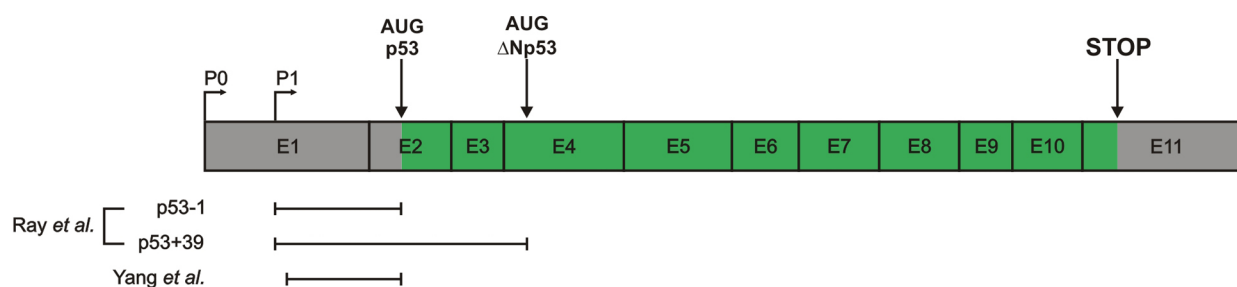 AUG
p53
AUG
ΔNp53
STOP
P0
P1
E1
E2
E3
E4
E5
E6
E7
E8
E9
E10
E11
Ray et al.
p53-1
p53+39
Yang et al.